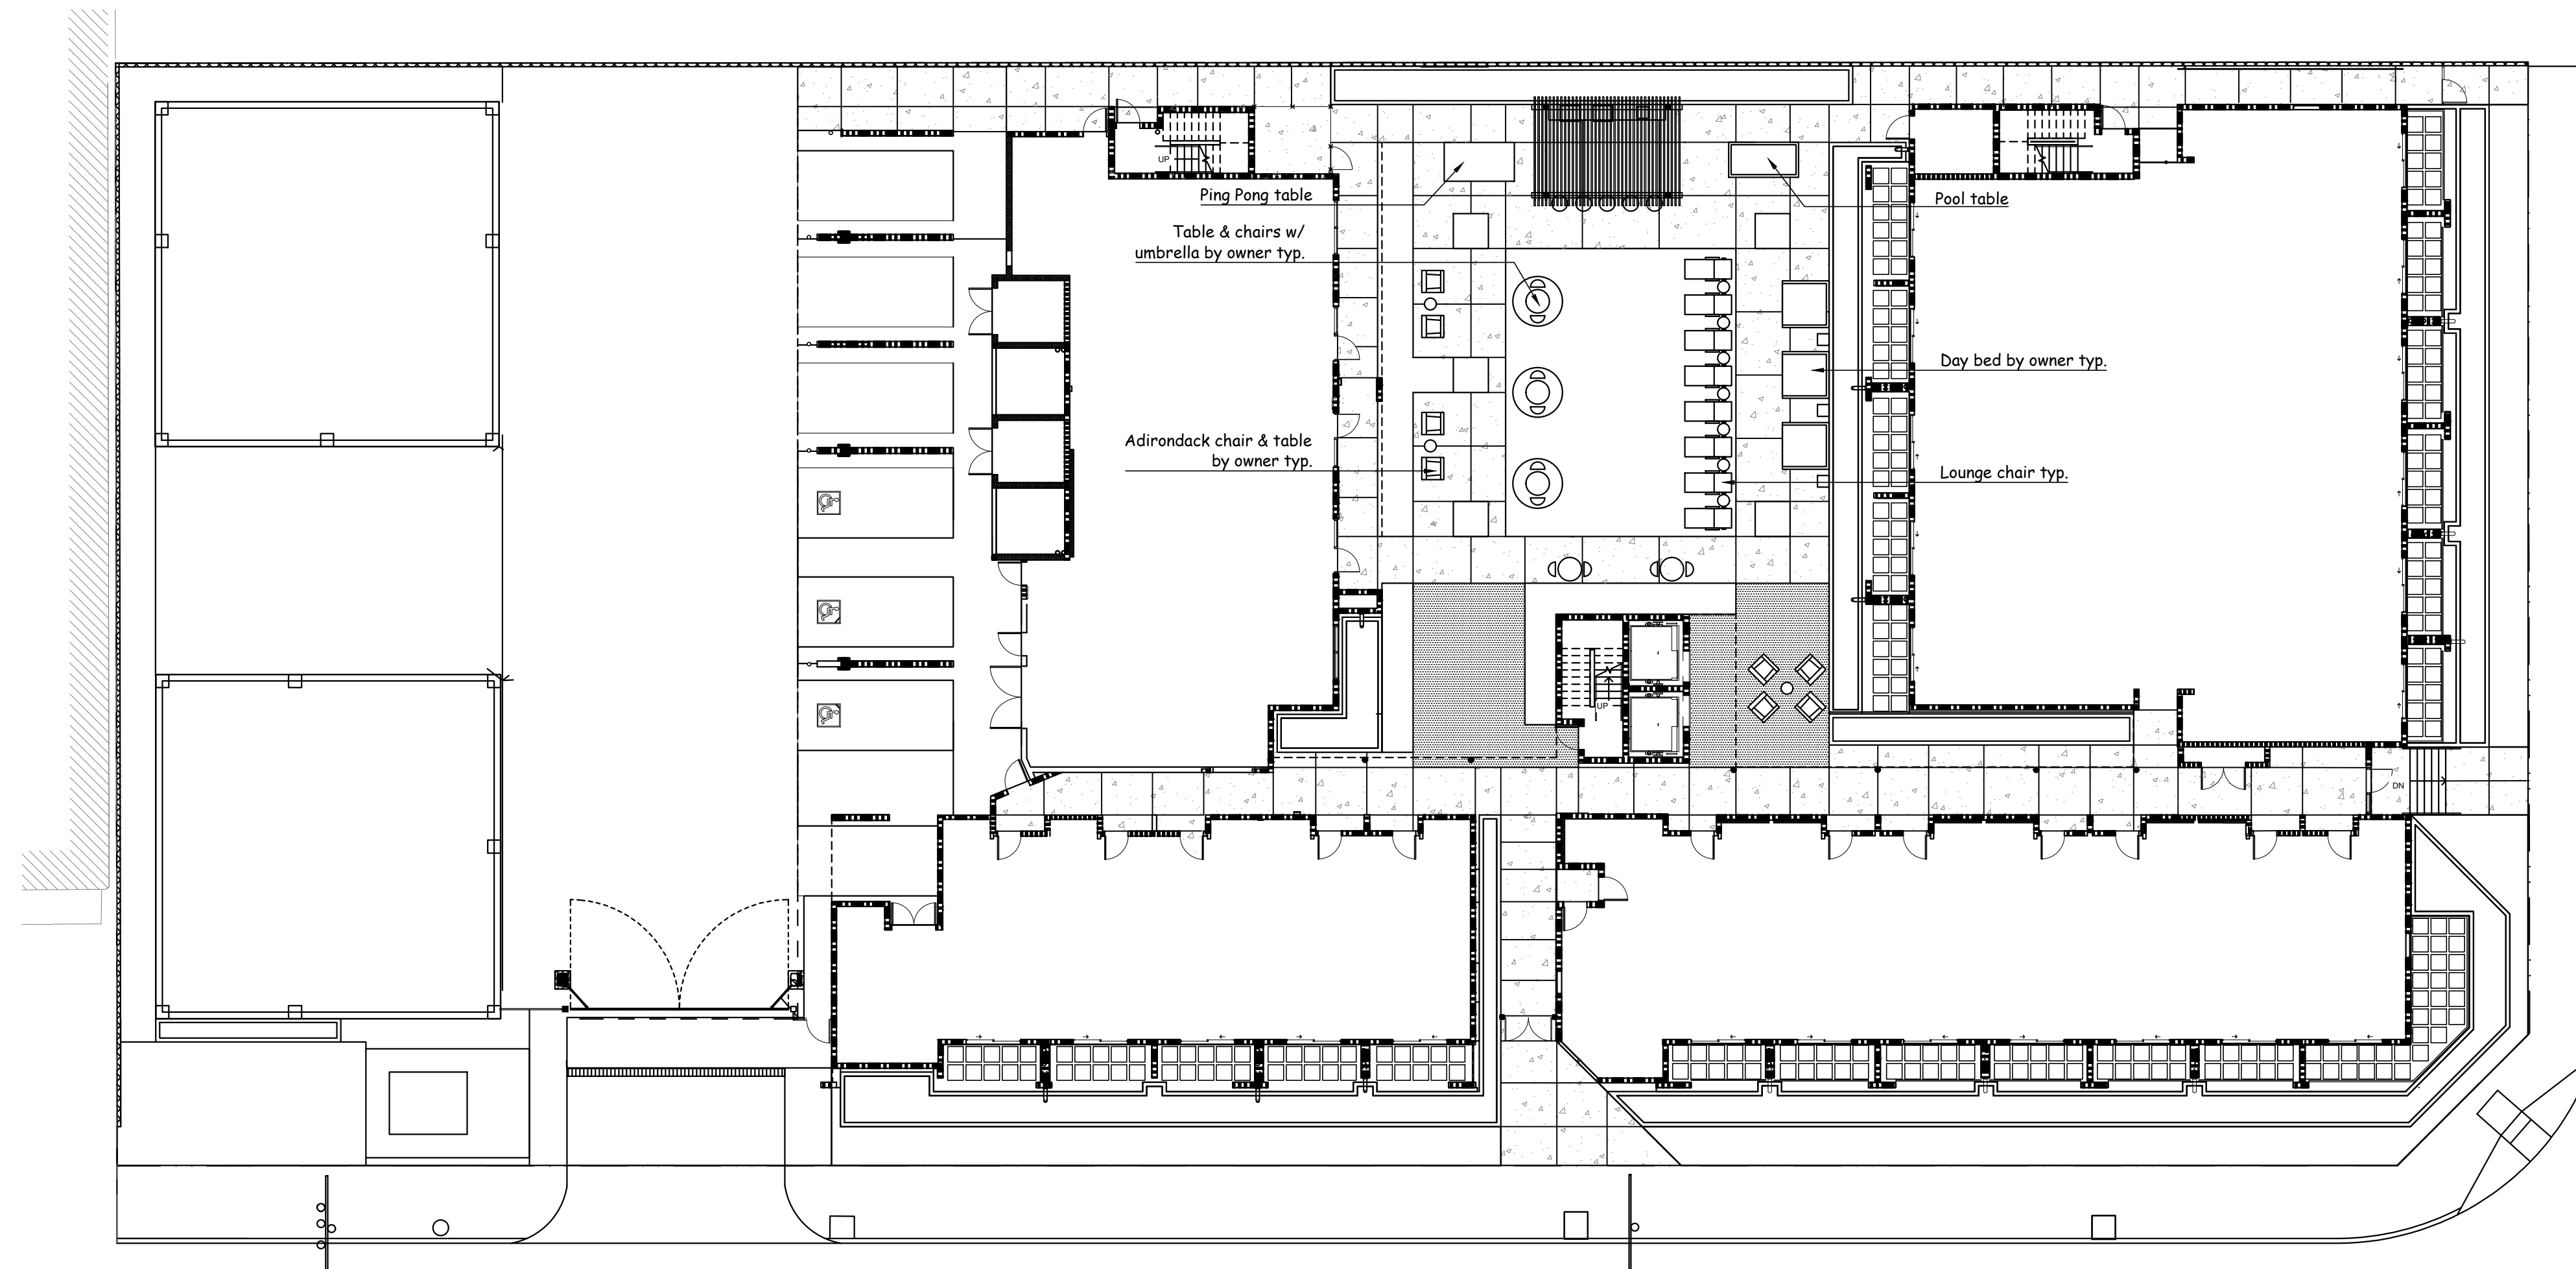 UP
Ping Pong table
Pool table
Table & chairs w/
umbrella by owner typ.
Day bed by owner typ.
Adirondack chair & table
by owner typ.
Lounge chair typ.
UP
DN